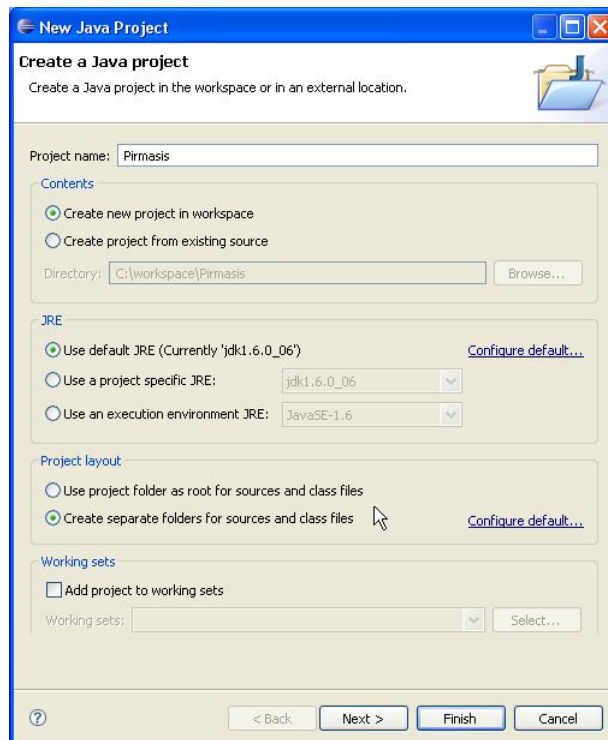 New Java Project
Create a Java project
Create a Java project in the workspace or in an external location.
Project name: Pirmasis
Contents
Create new project in workspace
Create project from existing source
Directory: C:\workspace\Pirmasis Browse...
JRE
Use default JRE (Currently 'jdk1.6.0_06') Configure default...
Use a project specific JRE: jdk1.6.0_06
Use an execution environment JRE: JavaSE-1.6
Project layout
Use project folder as root for sources and class files
Create separate folders for sources and class files Configure default...
Working sets
Add project to working sets
Working sets: Select...
? < Back Next > Finish Cancel